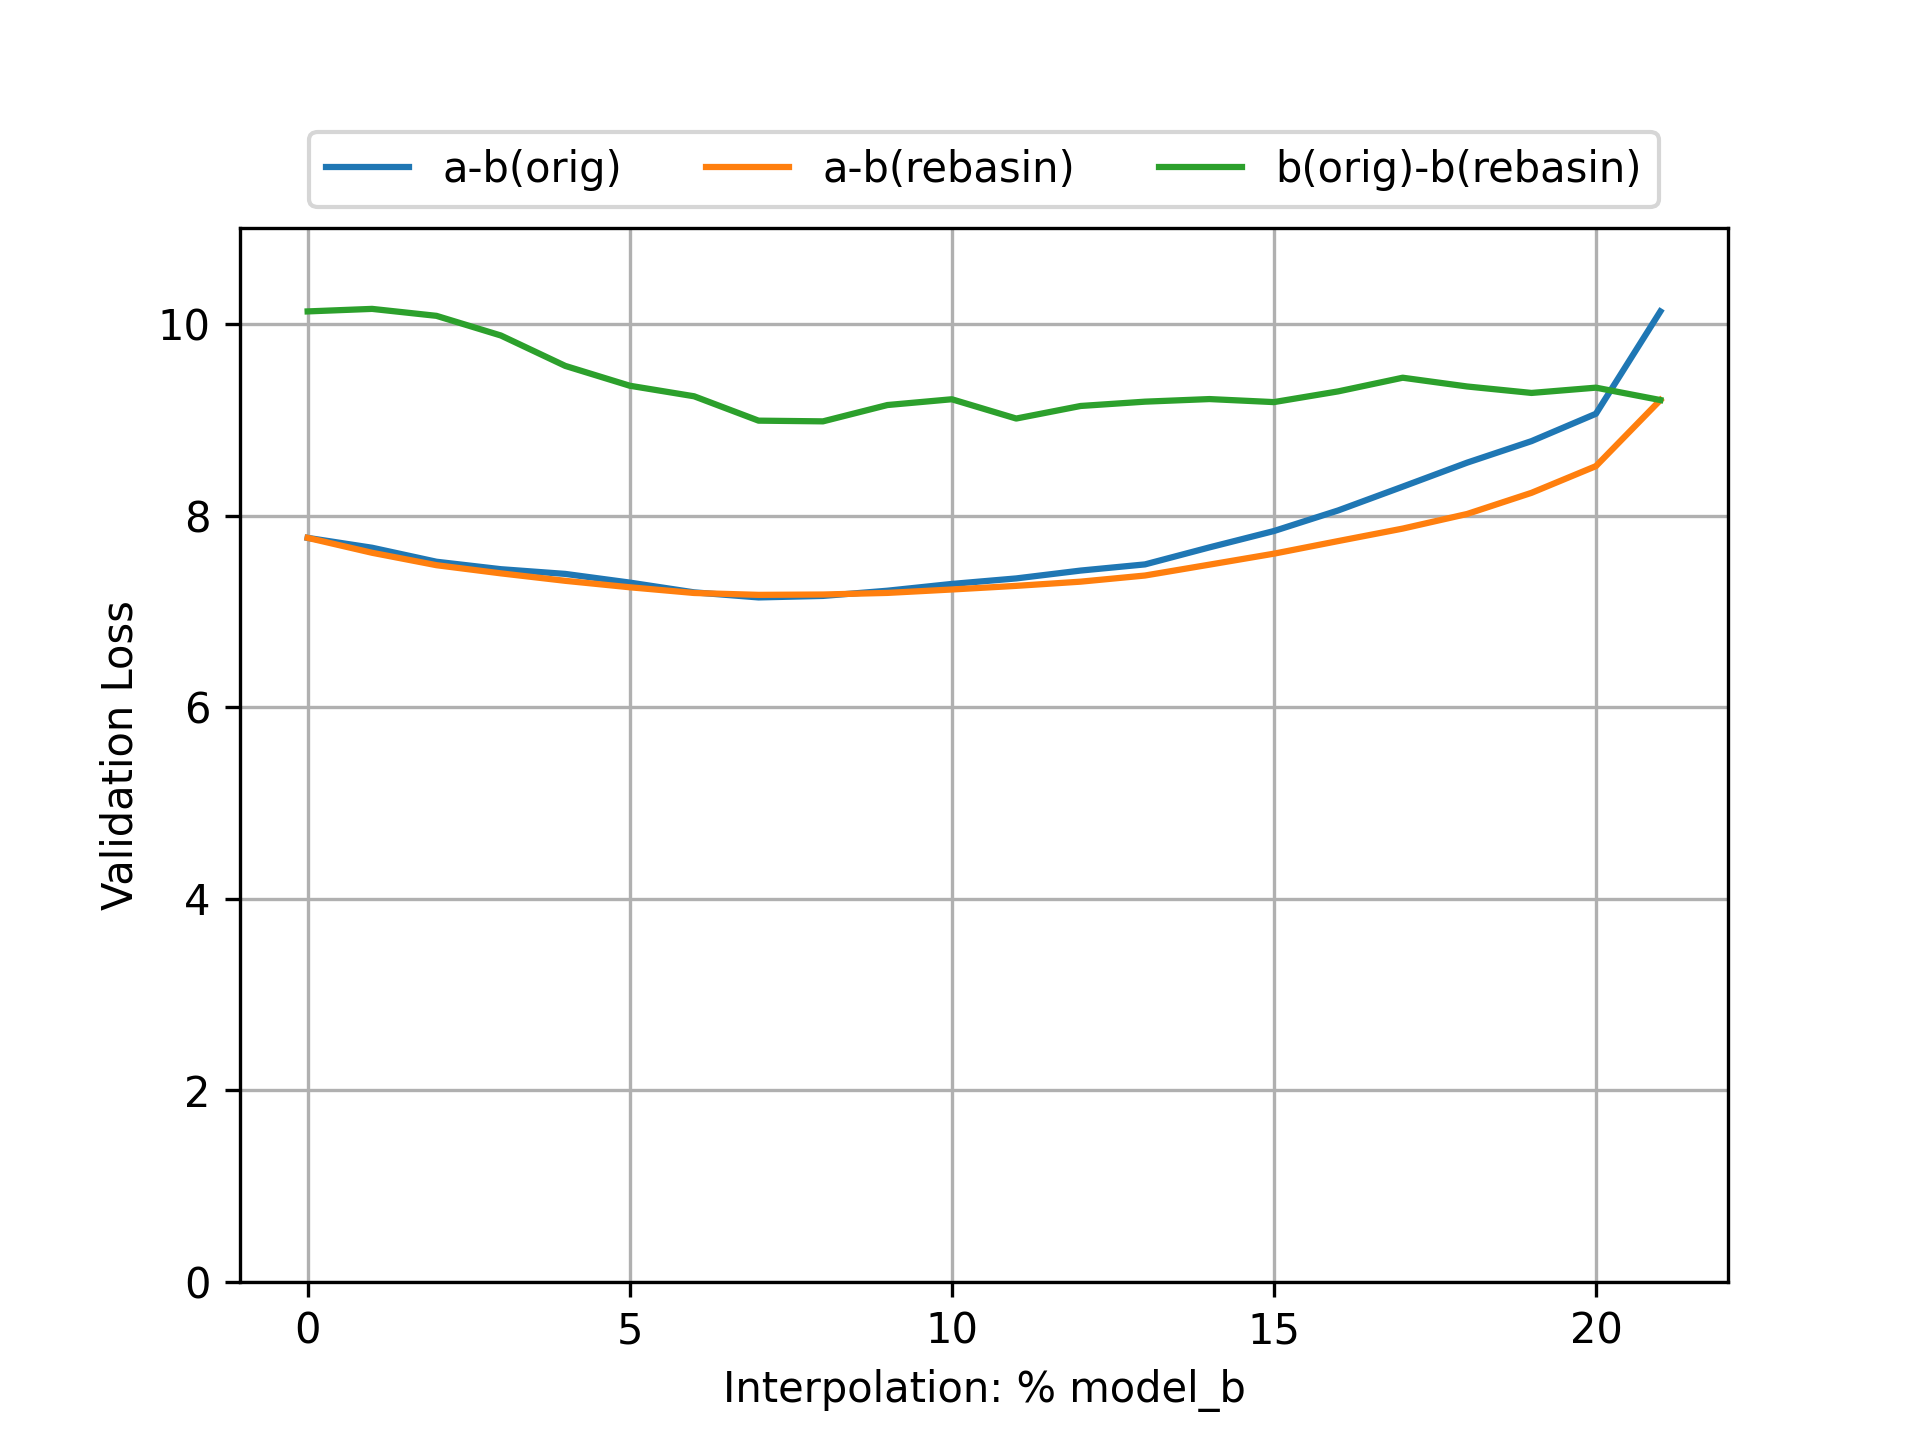 a-b(orig) a-b(rebasin) b(orig)-b(rebasin)
10
8
6
4
2
0
Validation Loss
0 5 10 15 20
Interpolation: % model_b